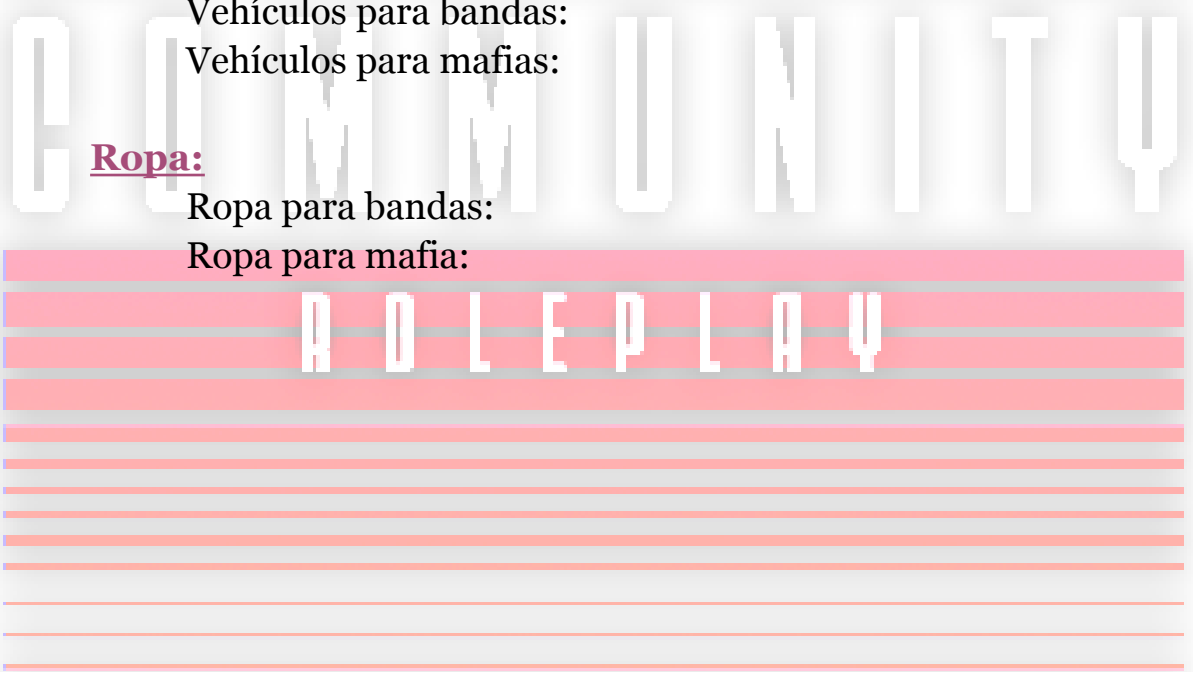 Vehículos para bandas:
Vehículos para mafias:
COMMUNITY
Ropa:
Ropa para bandas:
Ropa para mafia:
ROLEPLAY